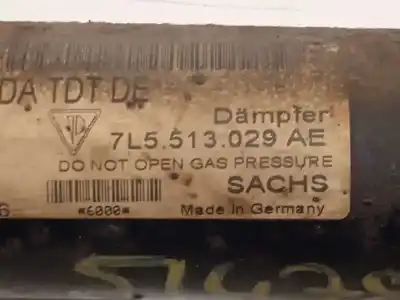 DA TDT DE
Dämpfer
7L5.513.029 AE
DO NOT OPEN GAS PRESSURE
SACHS
*6000*
Made in Germany